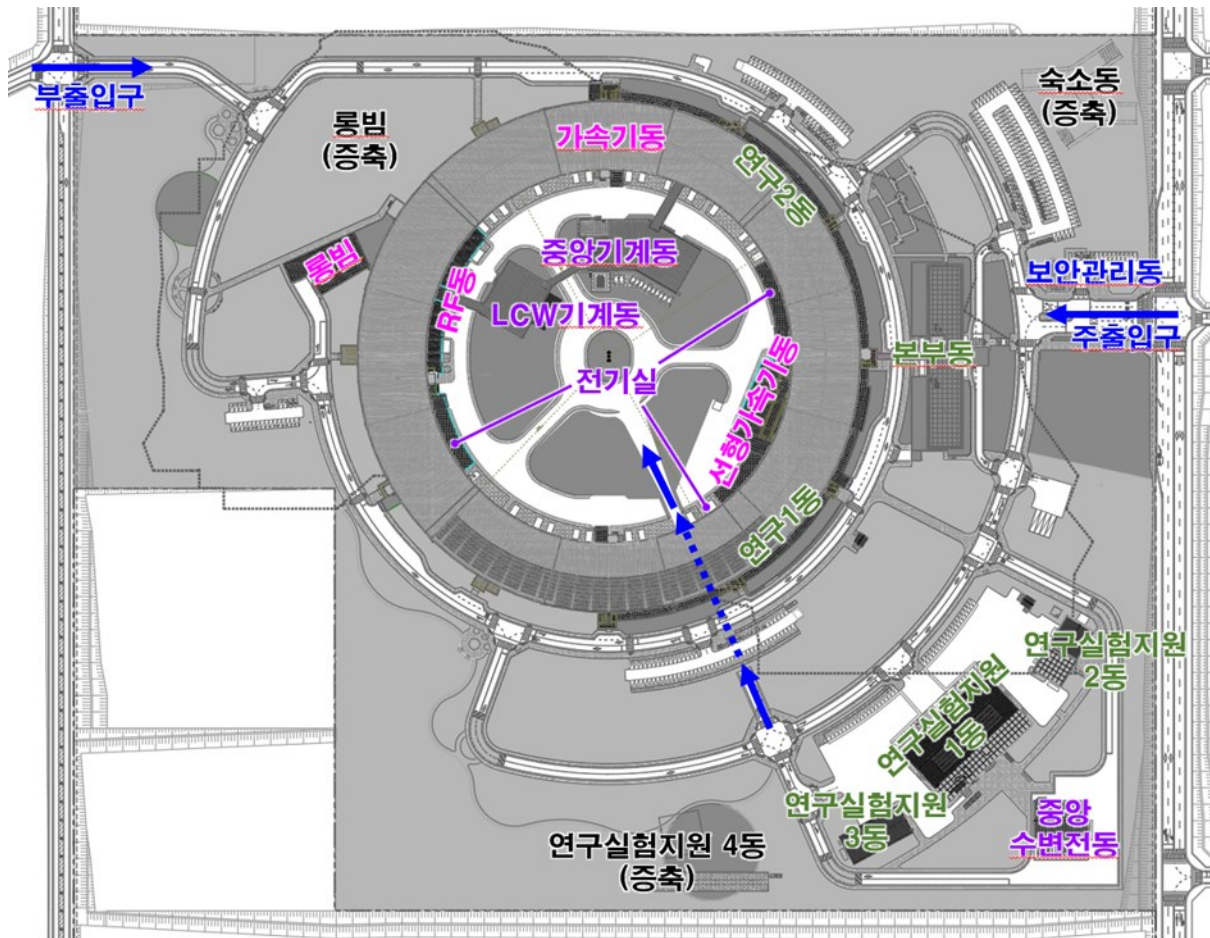 부출입구
롱빔
(증축)
숙소동
(증축)
가속기동
연구2동
롱빔
RF동
중앙기계동
LCW기계동
보안관리동
주출입구
본부동
전기실
선형가속기동
연구1동
연구실험지원
2동
연구실험지원
1동
연구실험지원
3동
중앙
수변전동
연구실험지원 4동
(증축)